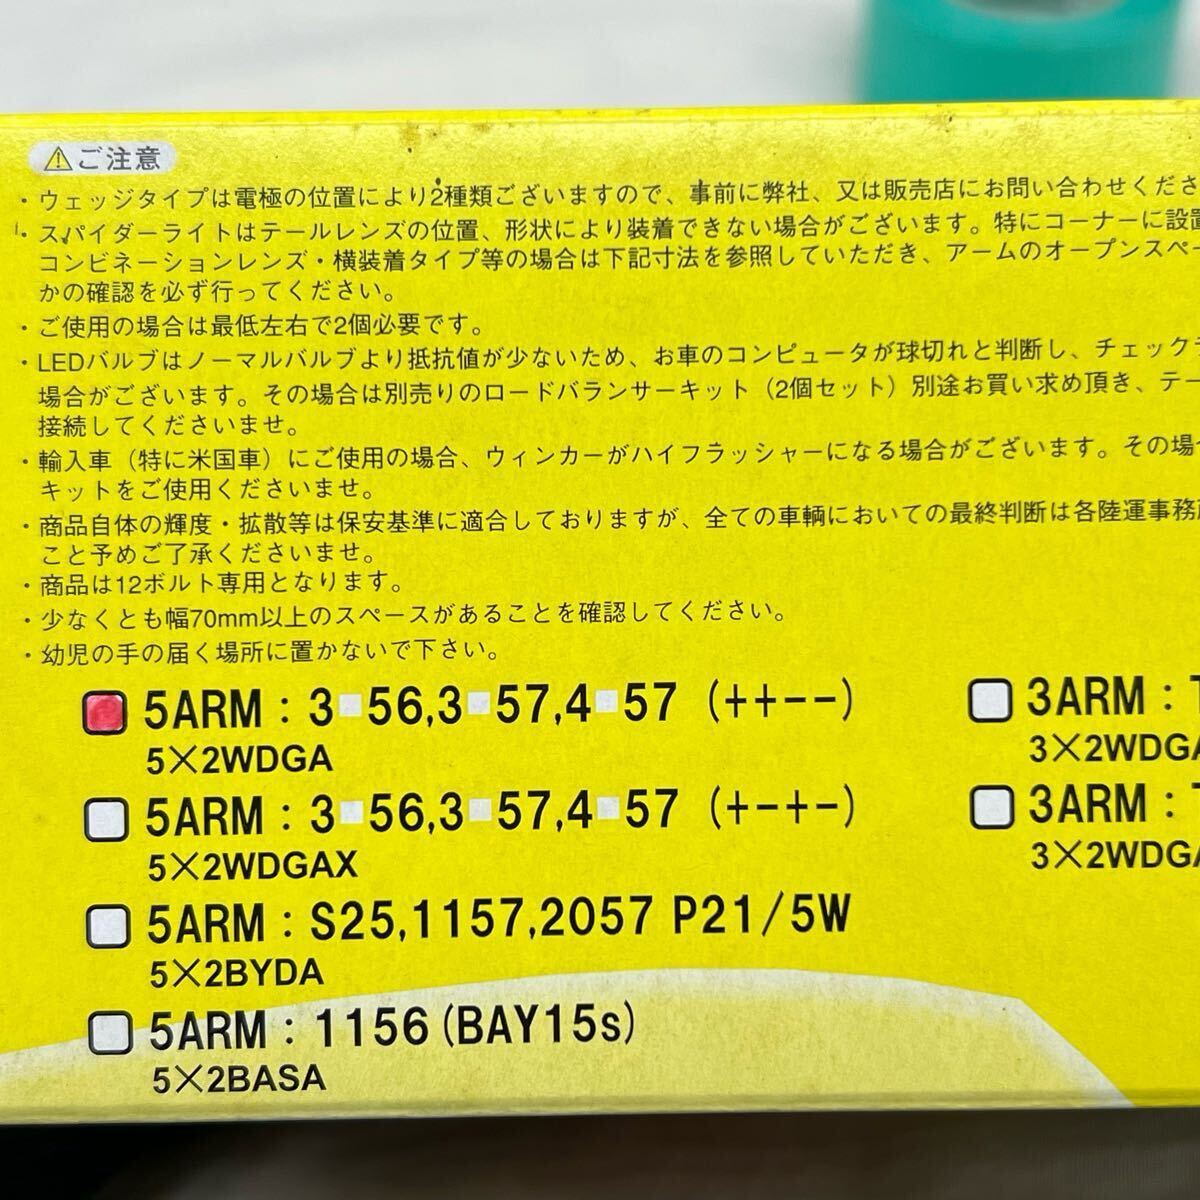 ⚠ご注意
・ウェッジタイプは電極の位置により2種類ございますので、事前に弊社、又は販売店にお問い合わせくださ
・スパイダーライトはテールレンズの位置、形状により装着できない場合がございます。特にコーナーに設置
コンビネーションレンズ・横装着タイプ等の場合は下記寸法を参照していただき、アームのオープンスペー
かの確認を必ず行ってください。
・ご使用の場合は最低左右で2個必要です。
・LEDバルブはノーマルバルブより抵抗値が少ないため、お車のコンピュータが球切れと判断し、チェック
場合がございます。その場合は別売りのロードバランサーキット（2個セット）別途お買い求め頂き、テー
接続してくださいませ。
・輸入車（特に米国車）にご使用の場合、ウィンカーがハイフラッシャーになる場合がございます。その場
キットをご使用くださいませ。
・商品自体の輝度・拡散等は保安基準に適合しておりますが、全ての車輌においての最終判断は各陸運事務
こと予めご了承くださいませ。
・商品は12ボルト専用となります。
・少なくとも幅70mm以上のスペースがあることを確認してください。
・幼児の手の届く場所に置かないで下さい。
5ARM：3 56,3 57,4 57 (++--)
5×2WDGA
5ARM：3 56,3 57,4 57 (+-+-)
5×2WDGAX
5ARM：S25,1157,2057 P21/5W
5×2BYDA
5ARM：1156(BAY15s)
5×2BASA
3ARM：T
3×2WDGA
3ARM：T
3×2WDGA